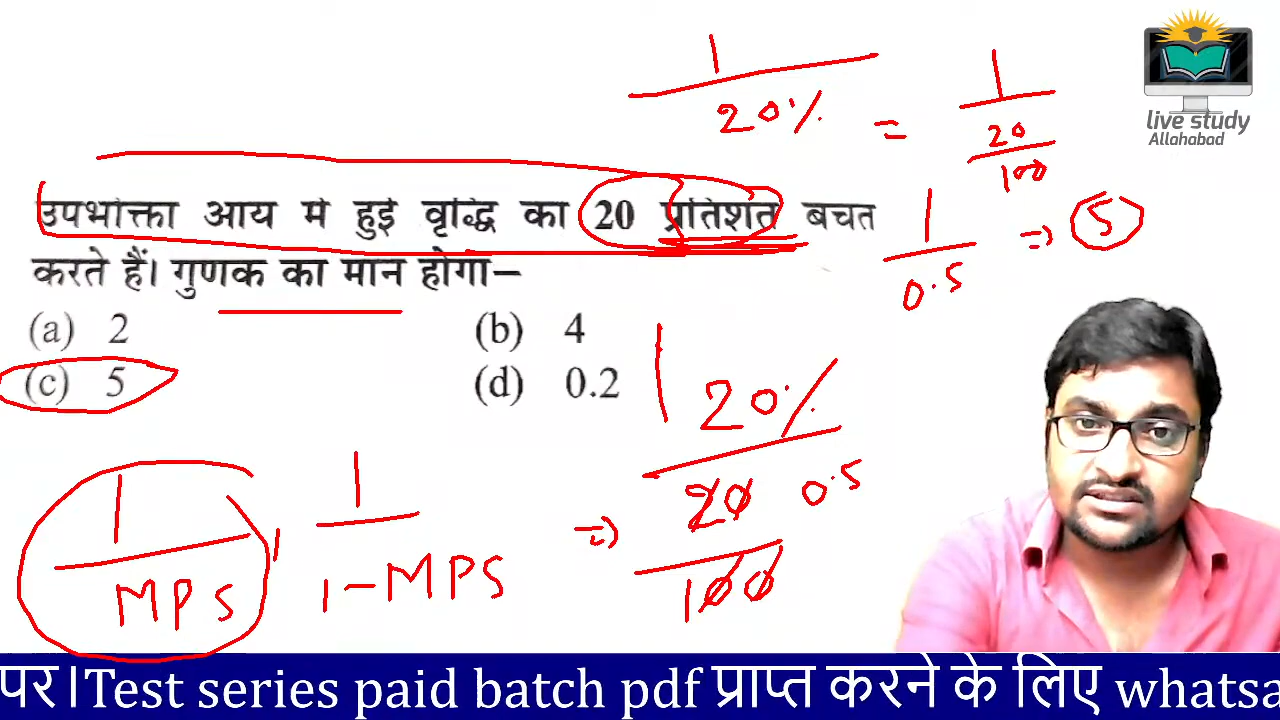 1
20%
=
1
20
100
live study
Allahabad
उपभोक्ता आय में हुई वृद्धि का 20 प्रतिशत बचत
करते हैं। गुणक का मान होगा–
1
0.5
=> 5
(a) 2
(b) 4
(c) 5
(d) 0.2
1
MPS
,
1
1-MPS
=>
1
20%
20
100
0.5
पर।Test series paid batch pdf प्राप्त करने के लिए whatsa